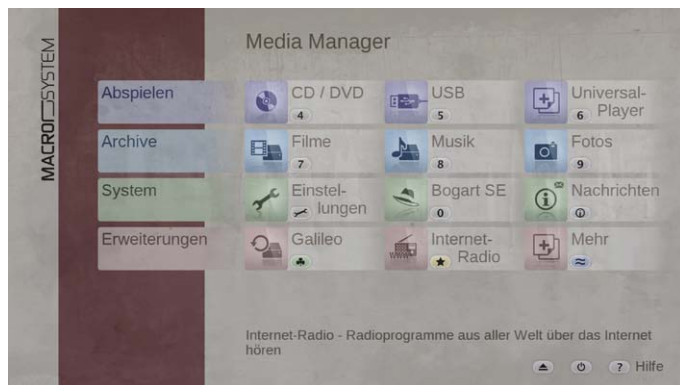 MACROSYSTEM
Media Manager
Abspielen
CD / DVD
4
USB
5
Universal-
6 Player
Archive
Filme
7
Musik
8
Fotos
9
System
Einstel-
lungen
Bogart SE
0
Nachrichten
Erweiterungen
Galileo
WWW
Internet-
Radio
Mehr
Internet-Radio - Radioprogramme aus aller Welt über das Internet
hören
? Hilfe